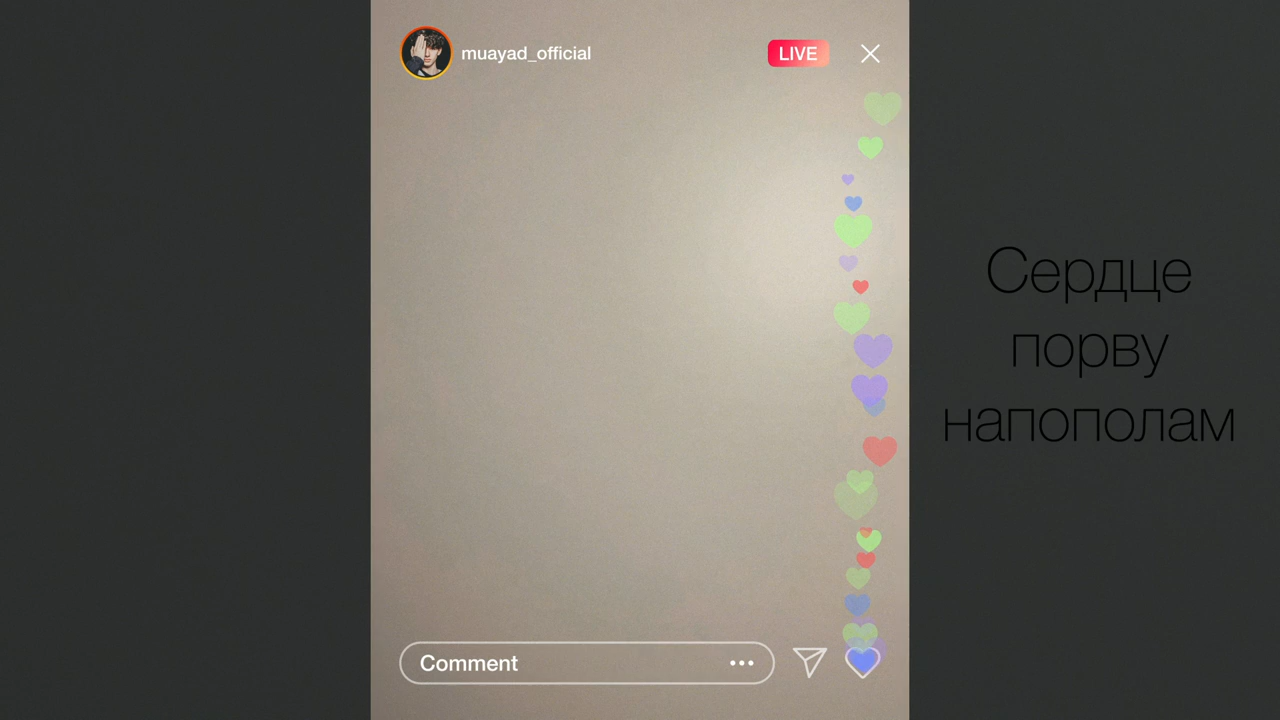 muayad_official
LIVE
Сердце
порву
напополам
Comment